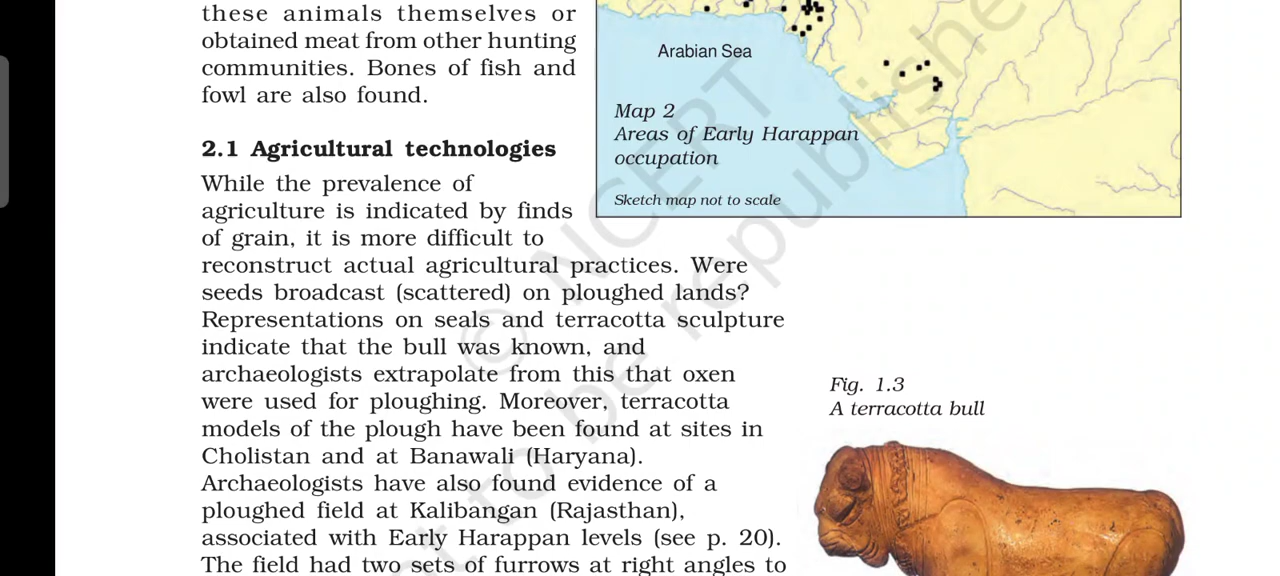 these animals themselves or
obtained meat from other hunting
communities. Bones of fish and
fowl are also found.
2.1 Agricultural technologies
While the prevalence of
agriculture is indicated by finds
of grain, it is more difficult to
reconstruct actual agricultural practices. Were
seeds broadcast (scattered) on ploughed lands?
Representations on seals and terracotta sculpture
indicate that the bull was known, and
archaeologists extrapolate from this that oxen
were used for ploughing. Moreover, terracotta
models of the plough have been found at sites in
Cholistan and at Banawali (Haryana).
Archaeologists have also found evidence of a
ploughed field at Kalibangan (Rajasthan),
associated with Early Harappan levels (see p. 20).
The field had two sets of furrows at right angles to
Arabian Sea
Map 2
Areas of Early Harappan
occupation
Sketch map not to scale
Fig. 1.3
A terracotta bull
© NCERT
not to be republishe